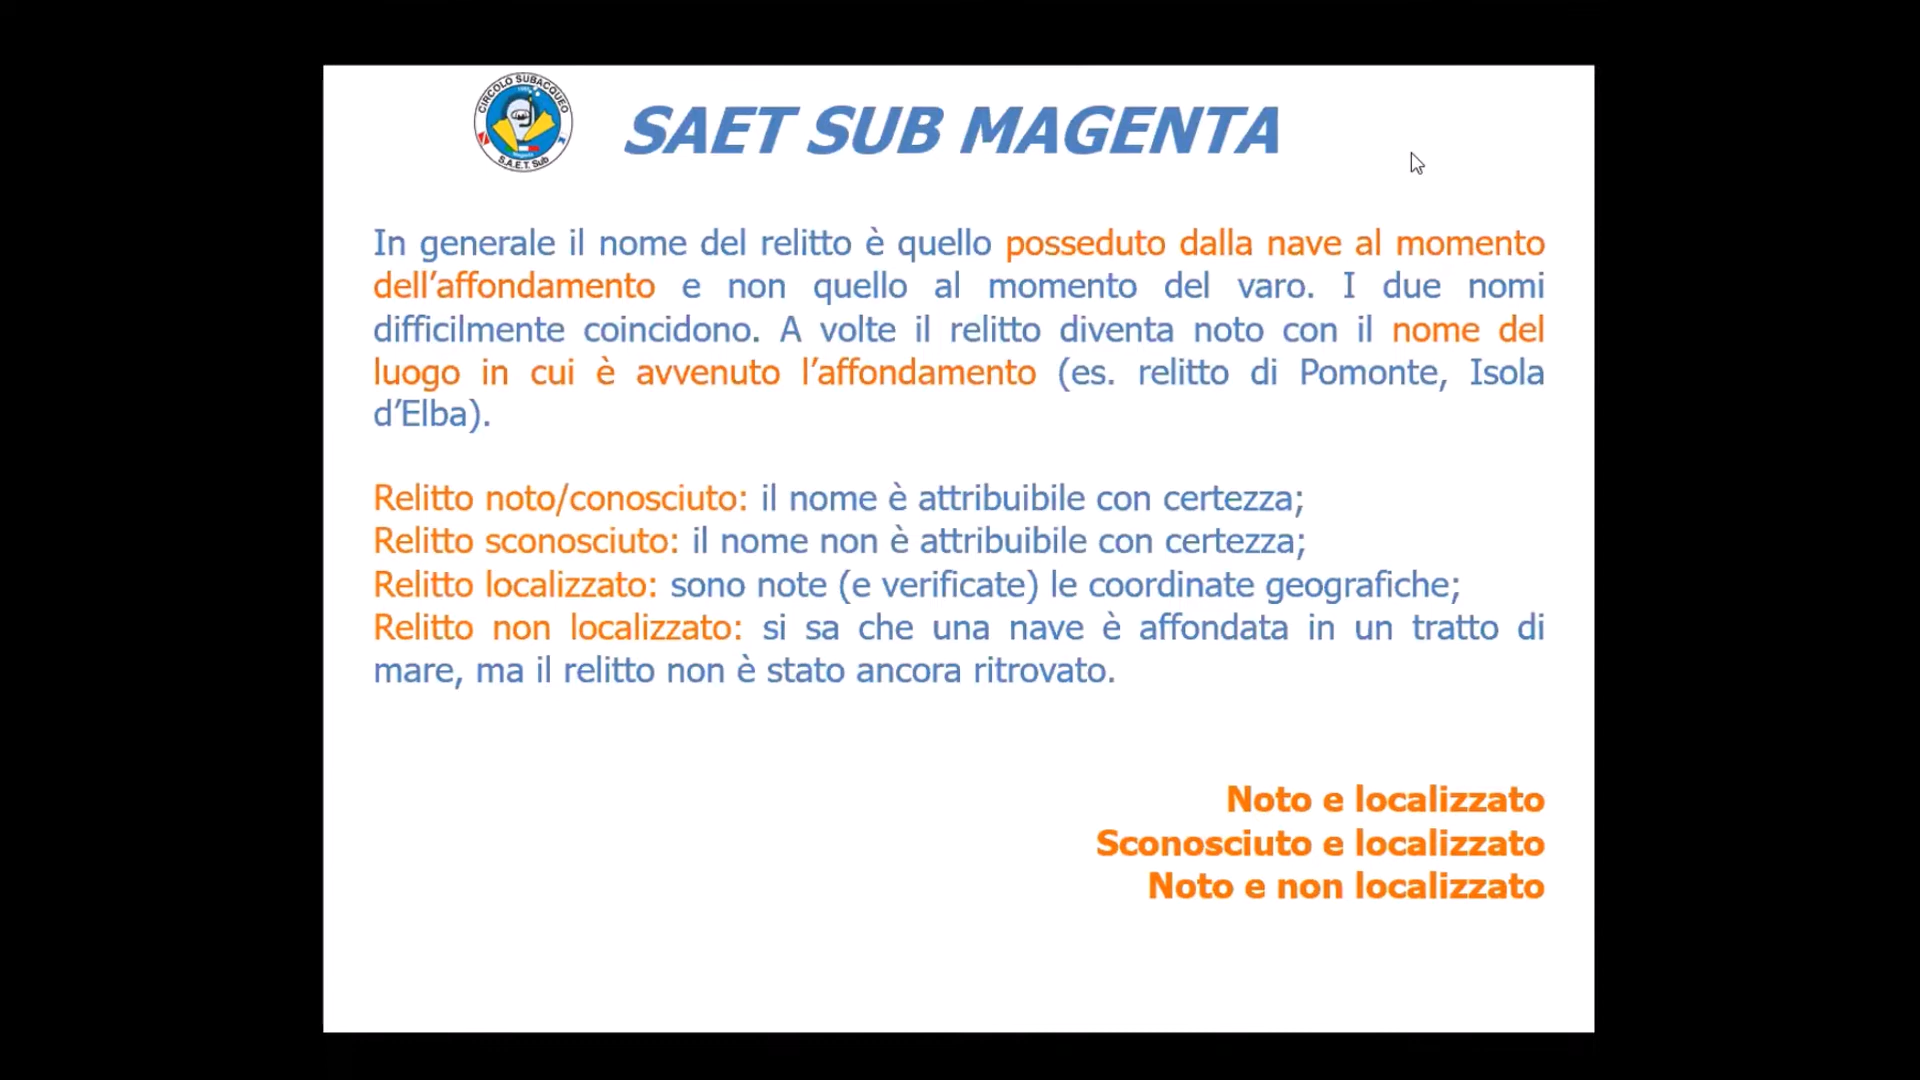 CIRCOLO SUBACQUEO
S.A.E.T. Sub
SAET SUB MAGENTA
In generale il nome del relitto è quello posseduto dalla nave al momento
dell’affondamento e non quello al momento del varo. I due nomi
difficilmente coincidono. A volte il relitto diventa noto con il nome del
luogo in cui è avvenuto l’affondamento (es. relitto di Pomonte, Isola
d’Elba).
Relitto noto/conosciuto: il nome è attribuibile con certezza;
Relitto sconosciuto: il nome non è attribuibile con certezza;
Relitto localizzato: sono note (e verificate) le coordinate geografiche;
Relitto non localizzato: si sa che una nave è affondata in un tratto di
mare, ma il relitto non è stato ancora ritrovato.
Noto e localizzato
Sconosciuto e localizzato
Noto e non localizzato